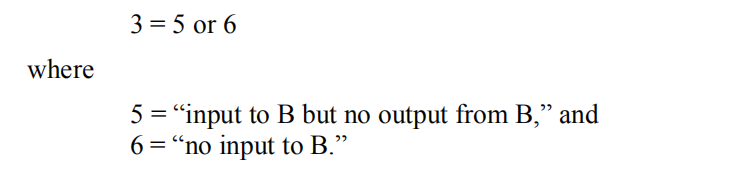 3 = 5 or 6
where
5 = “input to B but no output from B,” and
6 = “no input to B.”